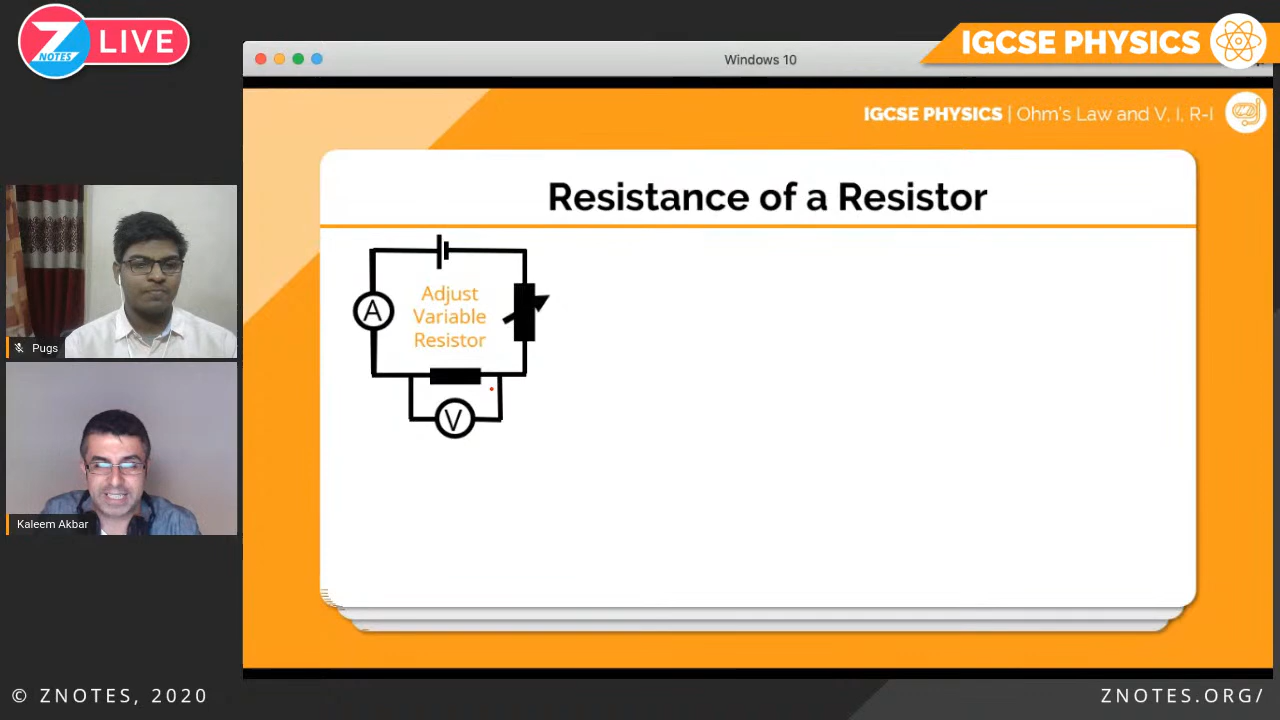 Z
NOTES
LIVE
IGCSE PHYSICS
Windows 10
IGCSE PHYSICS | Ohm's Law and V, I, R-I
Resistance of a Resistor
A
Adjust
Variable
Resistor
V
Pugs
Kaleem Akbar
© ZNOTES, 2020
ZNOTES.ORG/